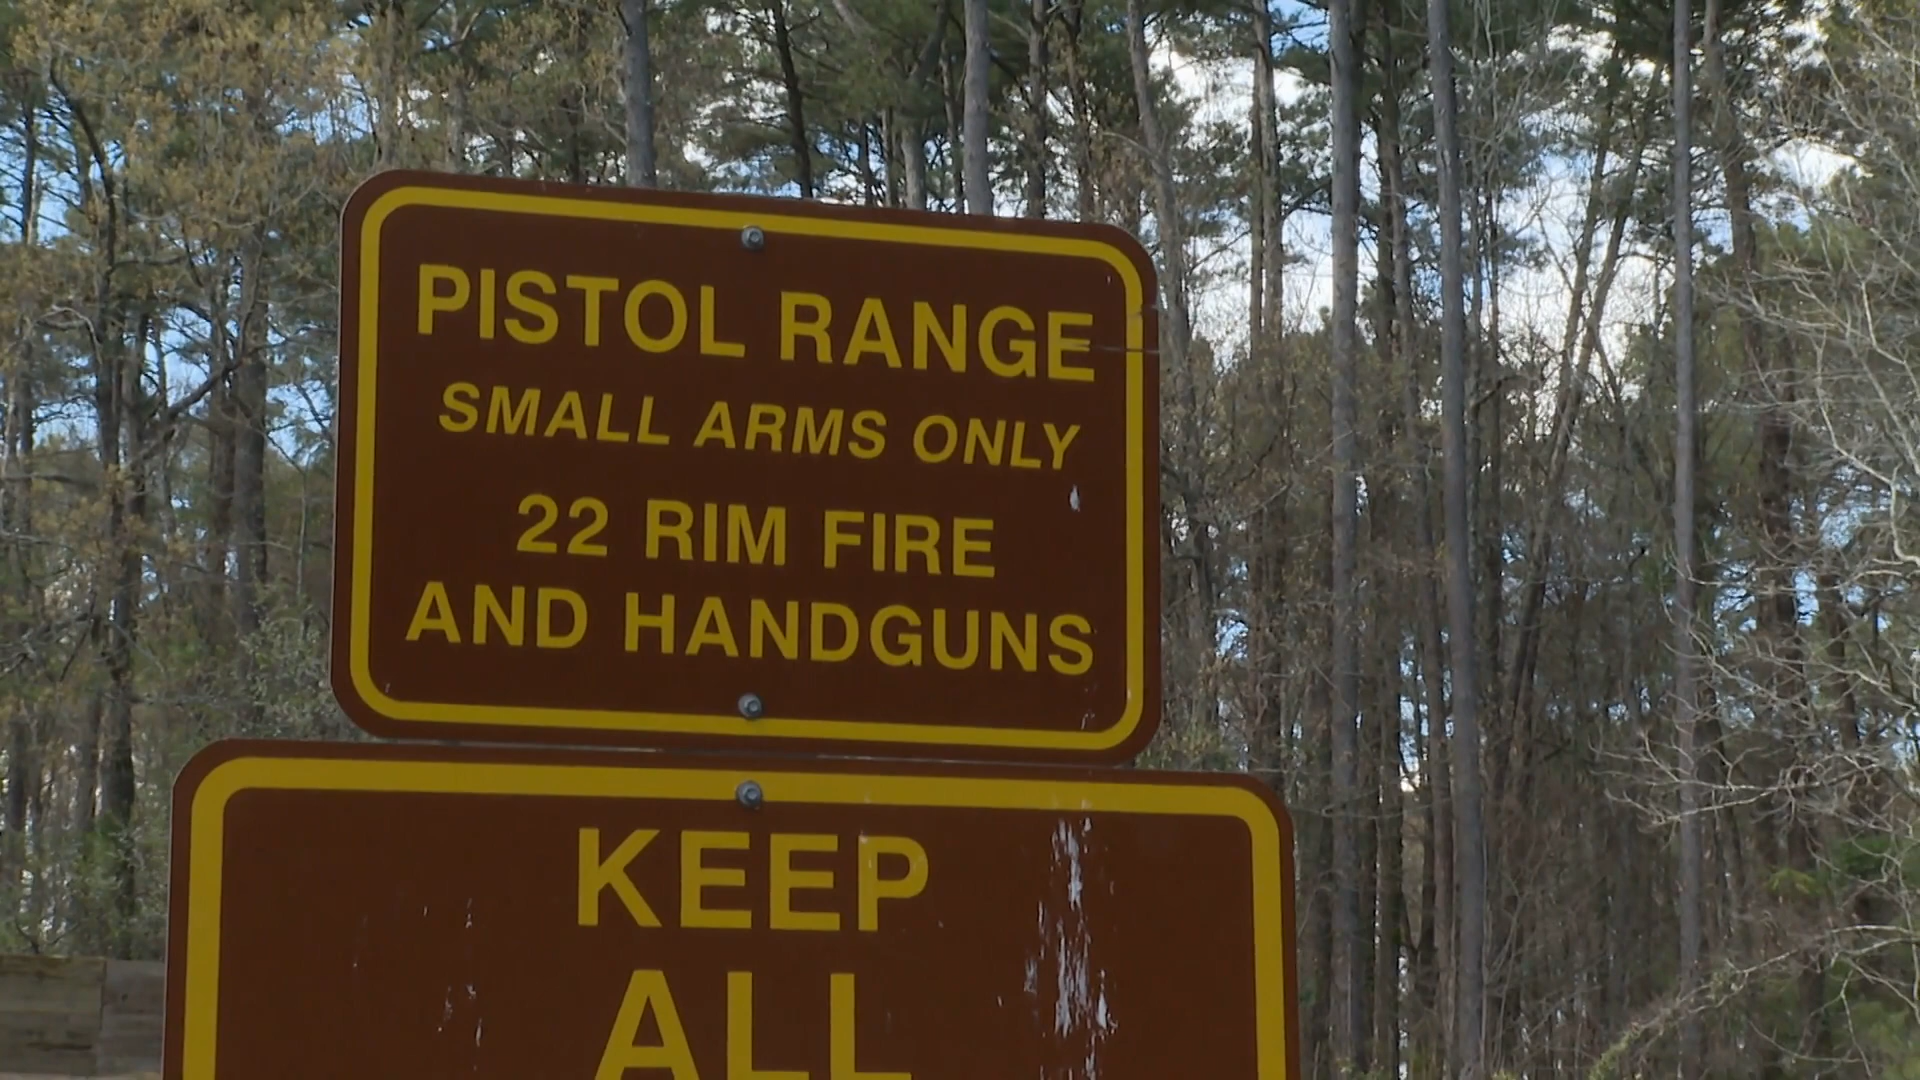 PISTOL RANGE
SMALL ARMS ONLY
22 RIM FIRE
AND HANDGUNS
KEEP
ALL